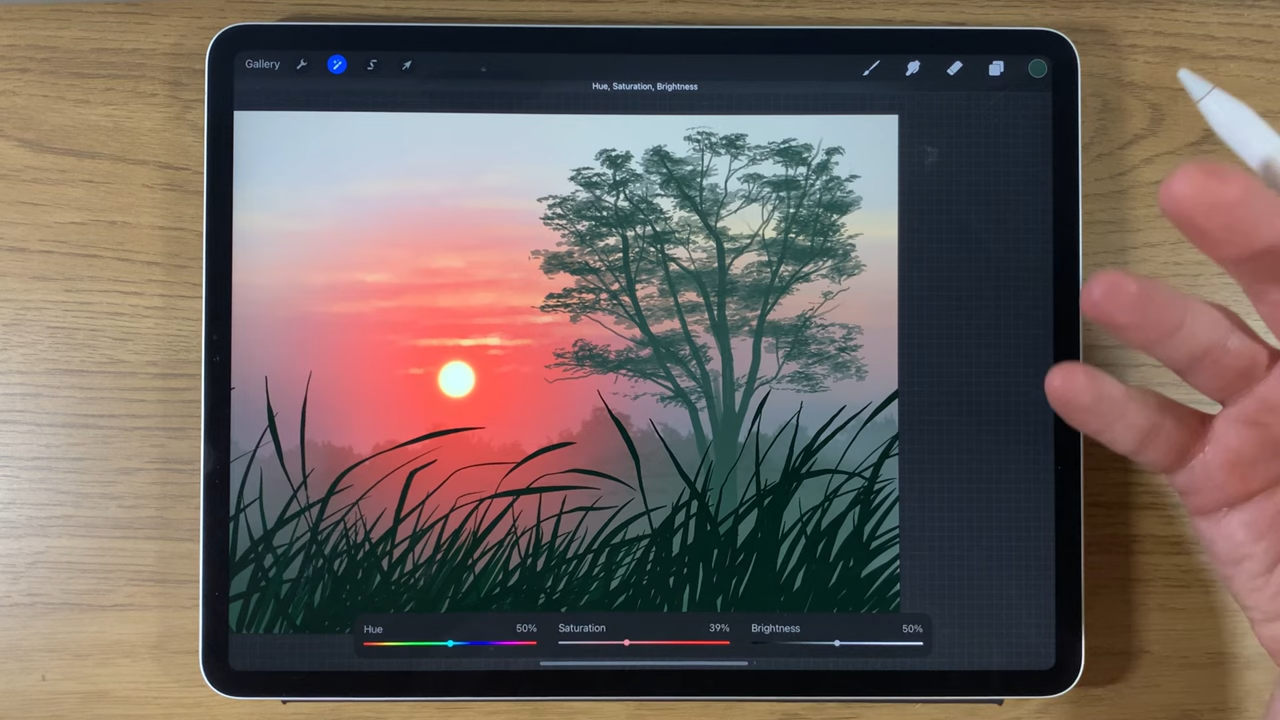 Gallery
Hue, Saturation, Brightness
Hue 50% Saturation 39% Brightness 50%